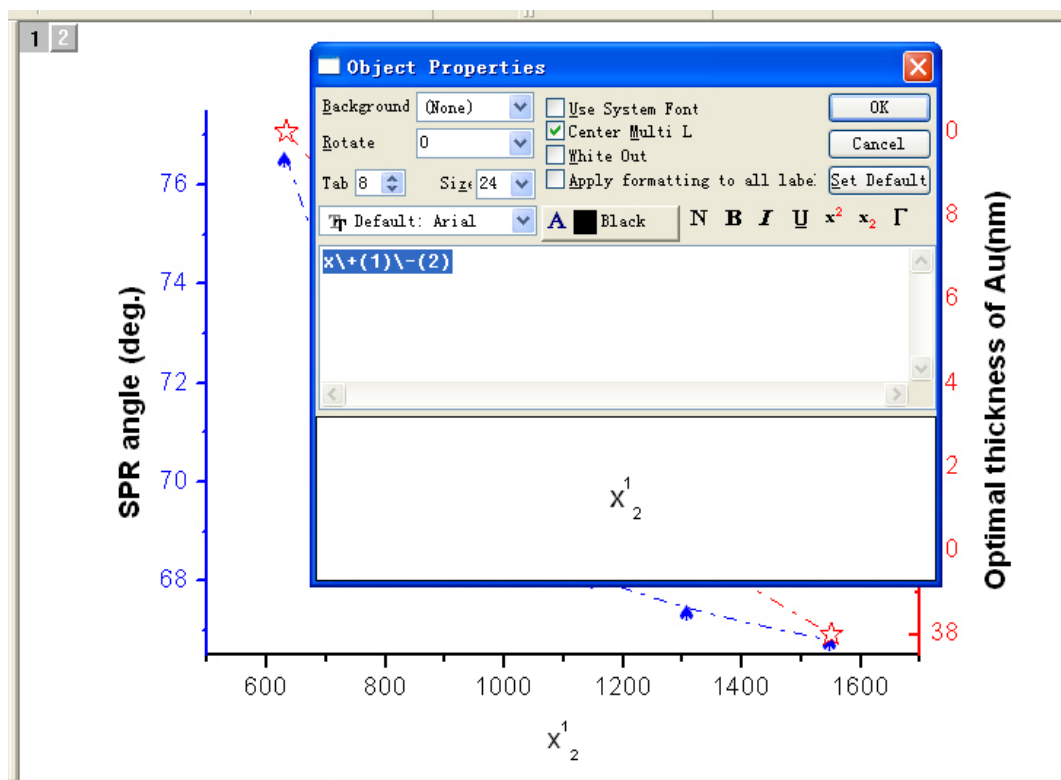 1 2
Object Properties
Background (None)
Use System Font
OK
Center Multi L
Rotate 0
Cancel
White Out
Tab 8 Size 24
Apply formatting to all label
Set Default
Default: Arial
A Black
N B I U x² x₂ Γ
x\+(1)\-(2)
X¹₂
SPR angle (deg.)
76
74
72
70
68
0
8
6
4
2
0
38
Optimal thickness of Au(nm)
600 800 1000 1200 1400 1600
X¹₂